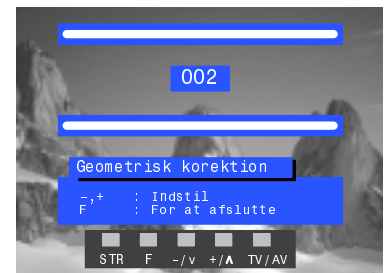 002
Geometrisk korektion
-,+ : Indstil
F : For at afslutte
STR F -/v +/∧ TV/AV